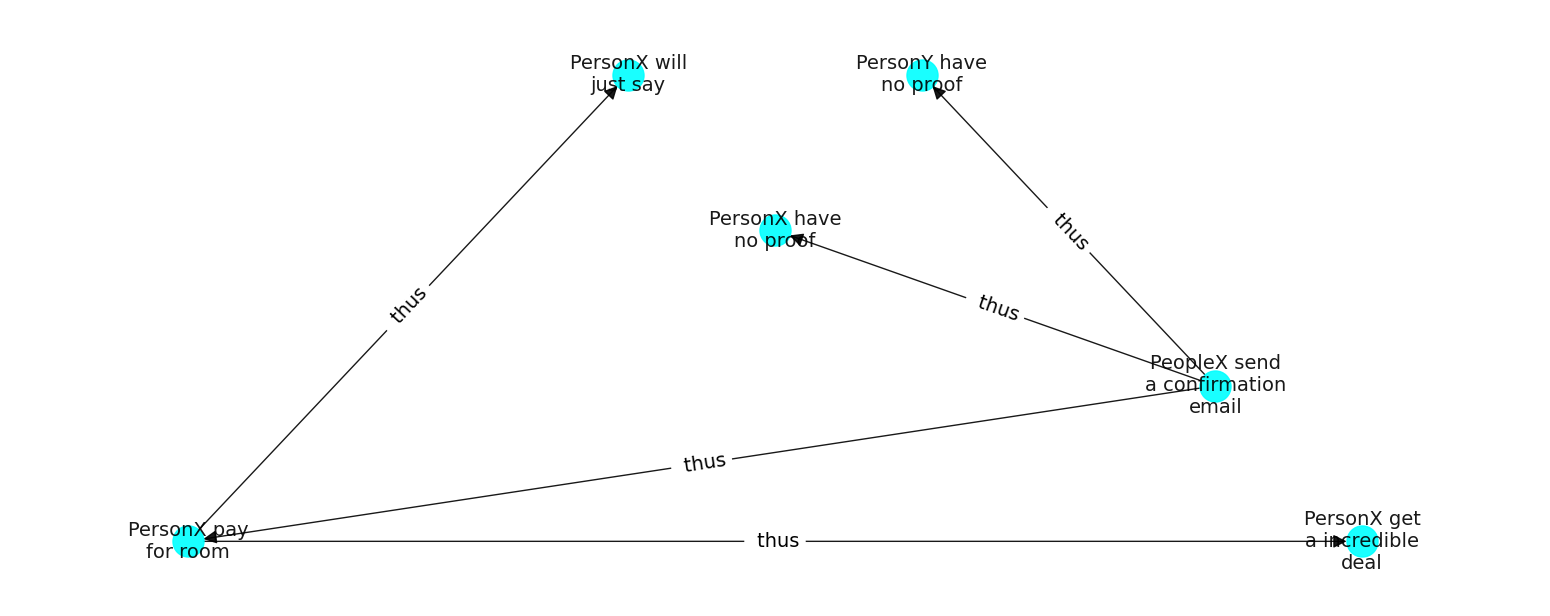 PersonX will
just say
PersonY have
no proof
PersonX have
no proof
thus
thus
thus
PeopleX send
a confirmation
email
thus
PersonX pay
for room
thus
PersonX get
a incredible
deal